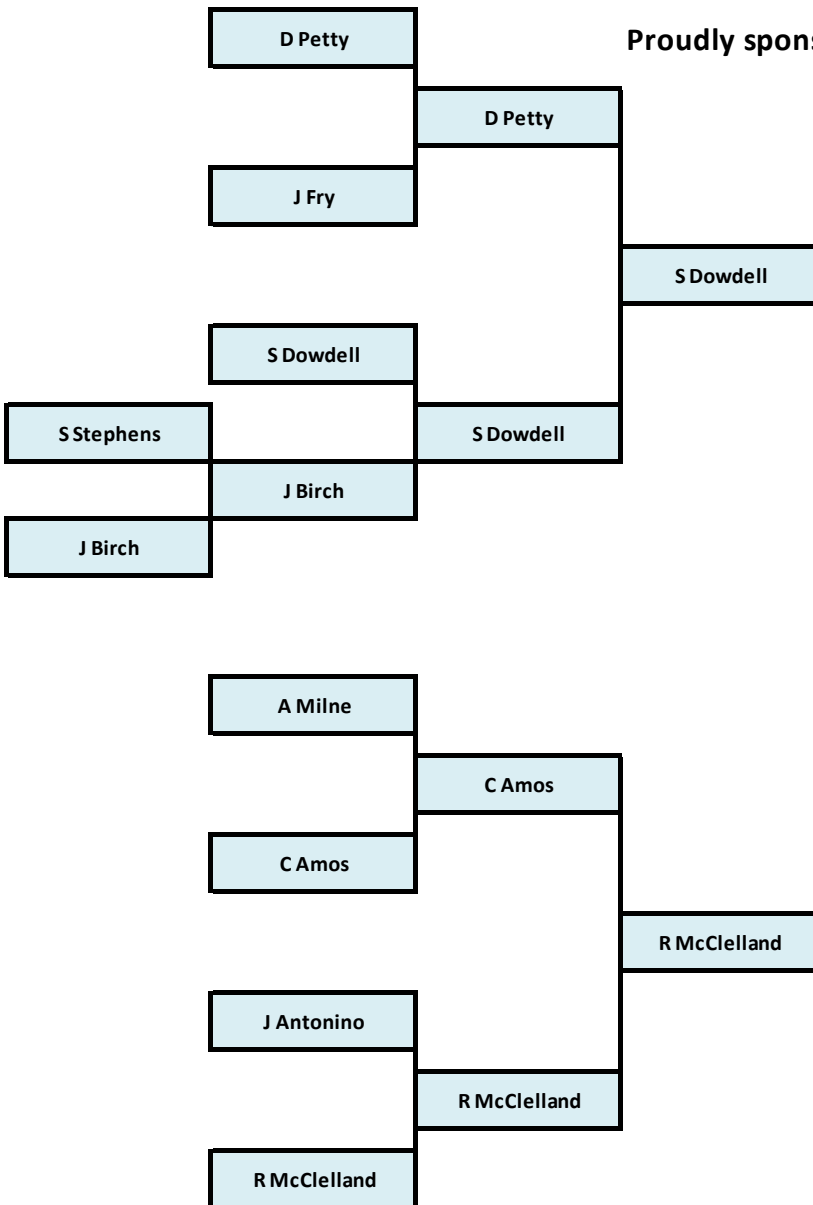 D Petty
Proudly spons
D Petty
J Fry
S Dowdell
S Dowdell
S Stephens
S Dowdell
J Birch
J Birch
A Milne
C Amos
C Amos
R McClelland
J Antonino
R McClelland
R McClelland